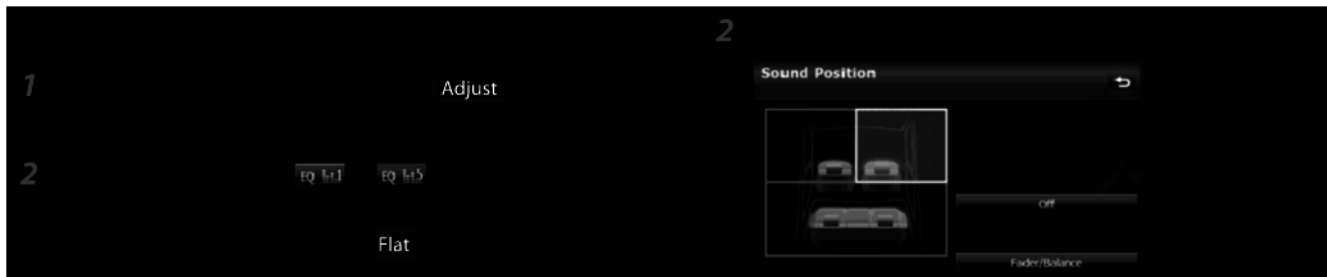 1
Adjust
2
EQ 1
EQ 5
Flat
2
Sound Position
Off
Fader/Balance